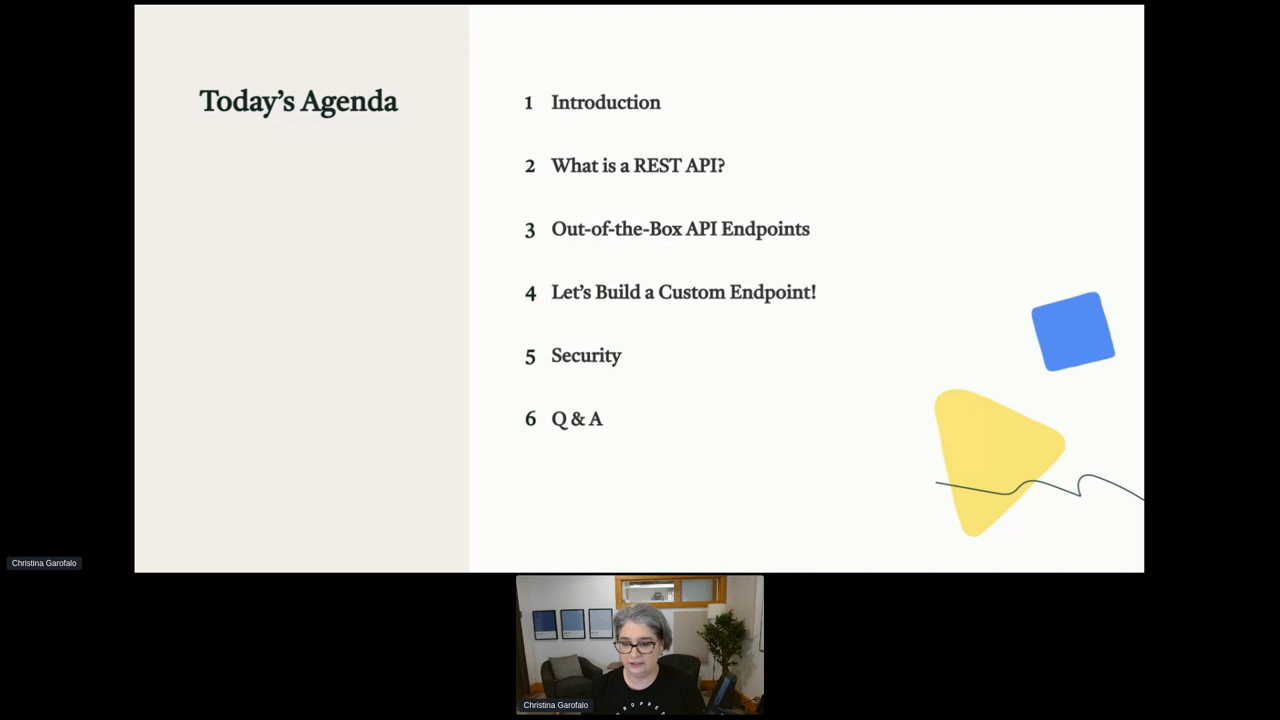 Today's Agenda
1 Introduction
2 What is a REST API?
3 Out-of-the-Box API Endpoints
4 Let's Build a Custom Endpoint!
5 Security
6 Q & A
Christina Garofalo
Christina Garofalo